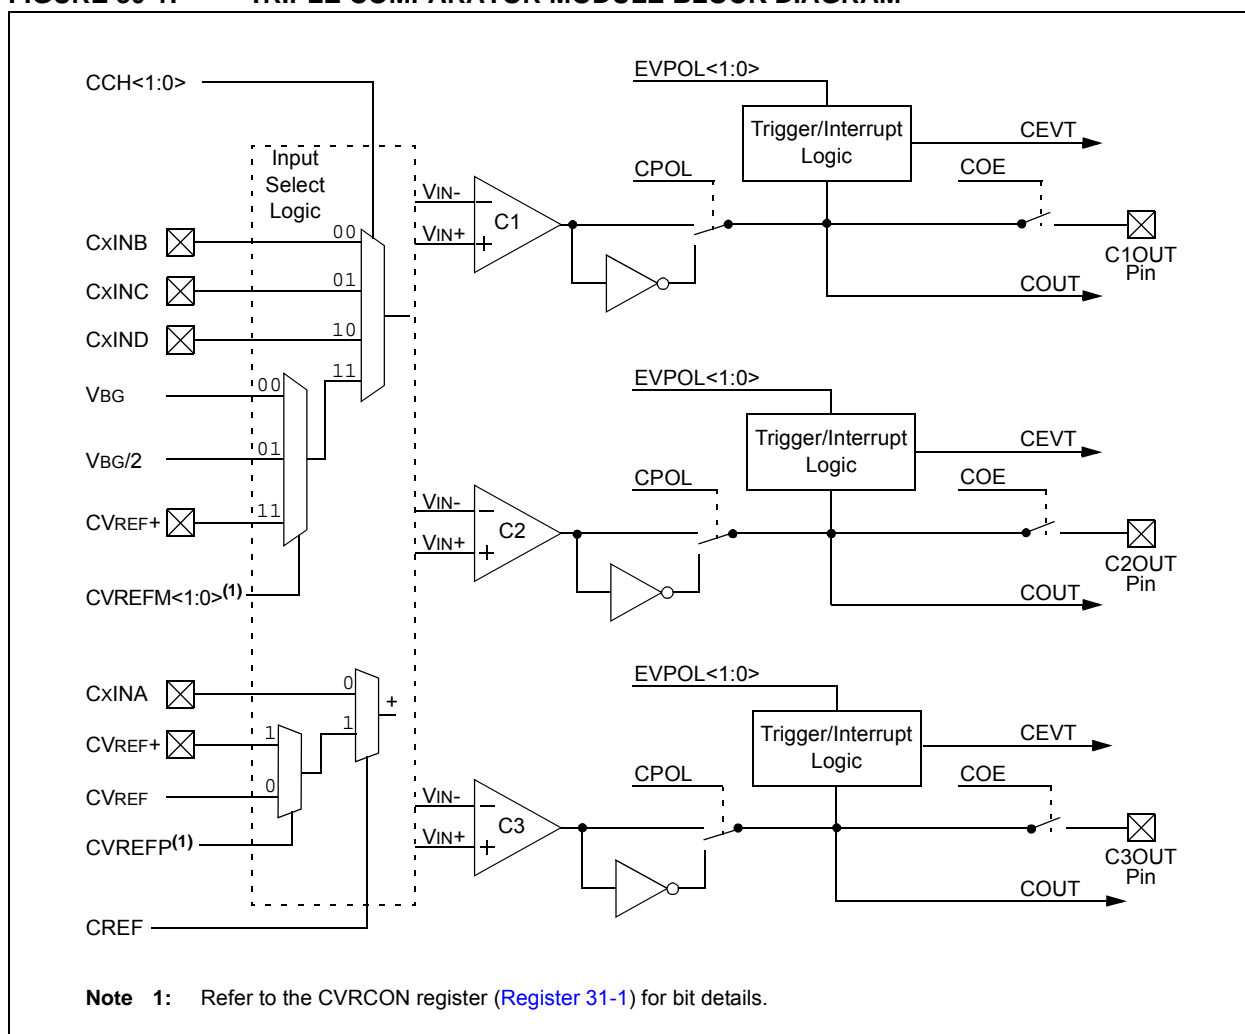 CCH<1:0>
Input
Select
Logic
CxINB
00
CxINC
01
CxIND
10
11
VBG
00
VBG/2
01
CVREF+
11
CVREFM<1:0>(1)
CxINA
0
+
CVREF+
1
1
CVREF
0
CVREFP(1)
CREF
EVPOL<1:0>
Trigger/Interrupt
Logic
CEVT
CPOL
COE
VIN-
–
C1
VIN+
+
C1OUT
Pin
COUT
EVPOL<1:0>
Trigger/Interrupt
Logic
CEVT
CPOL
COE
VIN-
–
C2
VIN+
+
C2OUT
Pin
COUT
EVPOL<1:0>
Trigger/Interrupt
Logic
CEVT
CPOL
COE
VIN-
–
C3
VIN+
+
C3OUT
Pin
COUT
Note 1: Refer to the CVRCON register (Register 31-1) for bit details.